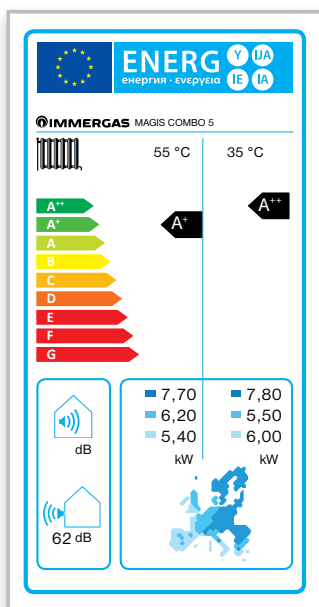 ENERG
енергия · ενεργεια
Y IJA
IE IA
IMMERGAS MAGIS COMBO 5
55 °C 35 °C
A++
A+
A
B
C
D
E
F
G
A+
A++
7,70 7,80
6,20 5,50
5,40 6,00
kW kW
dB
62 dB